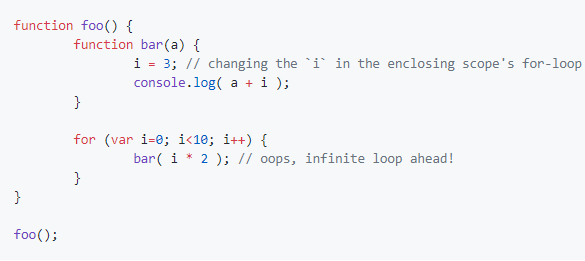 function foo() {
        function bar(a) {
                i = 3; // changing the `i` in the enclosing scope's for-loop
                console.log( a + i );
        }

        for (var i=0; i<10; i++) {
                bar( i * 2 ); // oops, infinite loop ahead!
        }
}

foo();